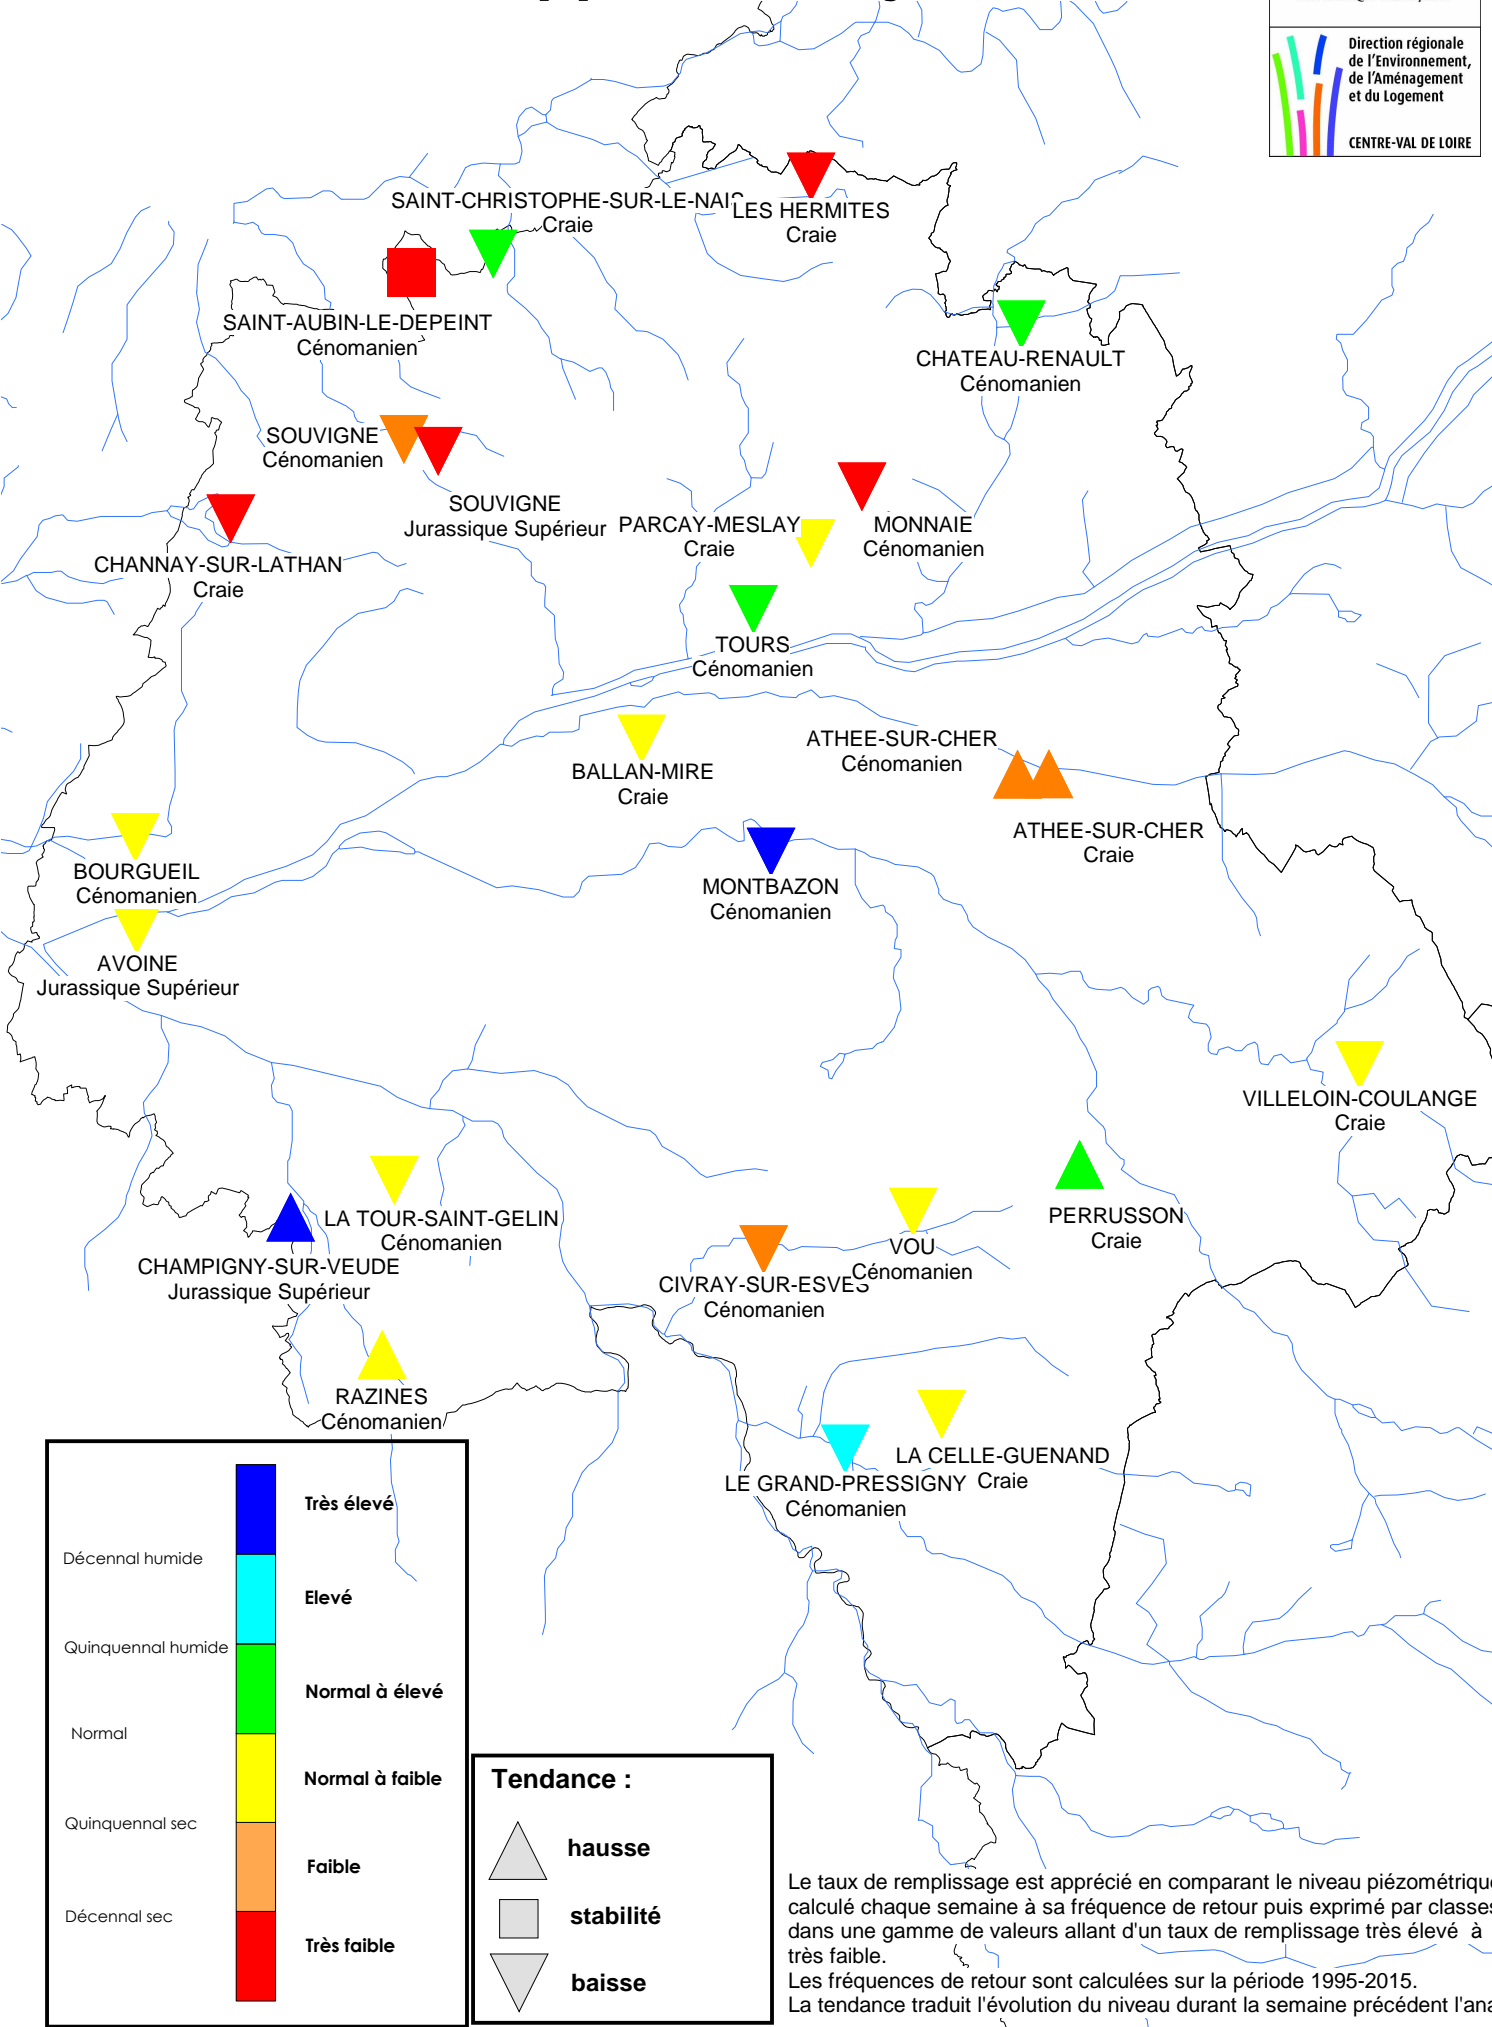 Direction régionale
de l'Environnement,
de l'Aménagement
et du Logement
CENTRE-VAL DE LOIRE
SAINT-CHRISTOPHE-SUR-LE-NAIS
Craie
LES HERMITES
Craie
SAINT-AUBIN-LE-DEPEINT
Cénomanien
CHATEAU-RENAULT
Cénomanien
SOUVIGNE
Cénomanien
SOUVIGNE
Jurassique Supérieur
PARCAY-MESLAY
Craie
MONNAIE
Cénomanien
CHANNAY-SUR-LATHAN
Craie
TOURS
Cénomanien
BALLAN-MIRE
Craie
ATHEE-SUR-CHER
Cénomanien
ATHEE-SUR-CHER
Craie
BOURGUEIL
Cénomanien
MONTBAZON
Cénomanien
AVOINE
Jurassique Supérieur
VILLELOIN-COULANGE
Craie
LA TOUR-SAINT-GELIN
Cénomanien
PERRUSSON
Craie
CHAMPIGNY-SUR-VEUDE
Jurassique Supérieur
VOU
Cénomanien
CIVRAY-SUR-ESVES
Cénomanien
RAZINES
Cénomanien
LA CELLE-GUENAND
Craie
LE GRAND-PRESSIGNY
Cénomanien
Très élevé
Décennal humide
Elevé
Quinquennal humide
Normal à élevé
Normal
Normal à faible
Quinquennal sec
Faible
Décennal sec
Très faible
Tendance :
hausse
stabilité
baisse
Le taux de remplissage est apprécié en comparant le niveau piézométrique
calculé chaque semaine à sa fréquence de retour puis exprimé par classes
dans une gamme de valeurs allant d'un taux de remplissage très élevé à
très faible.
Les fréquences de retour sont calculées sur la période 1995-2015.
La tendance traduit l'évolution du niveau durant la semaine précédent l'ana